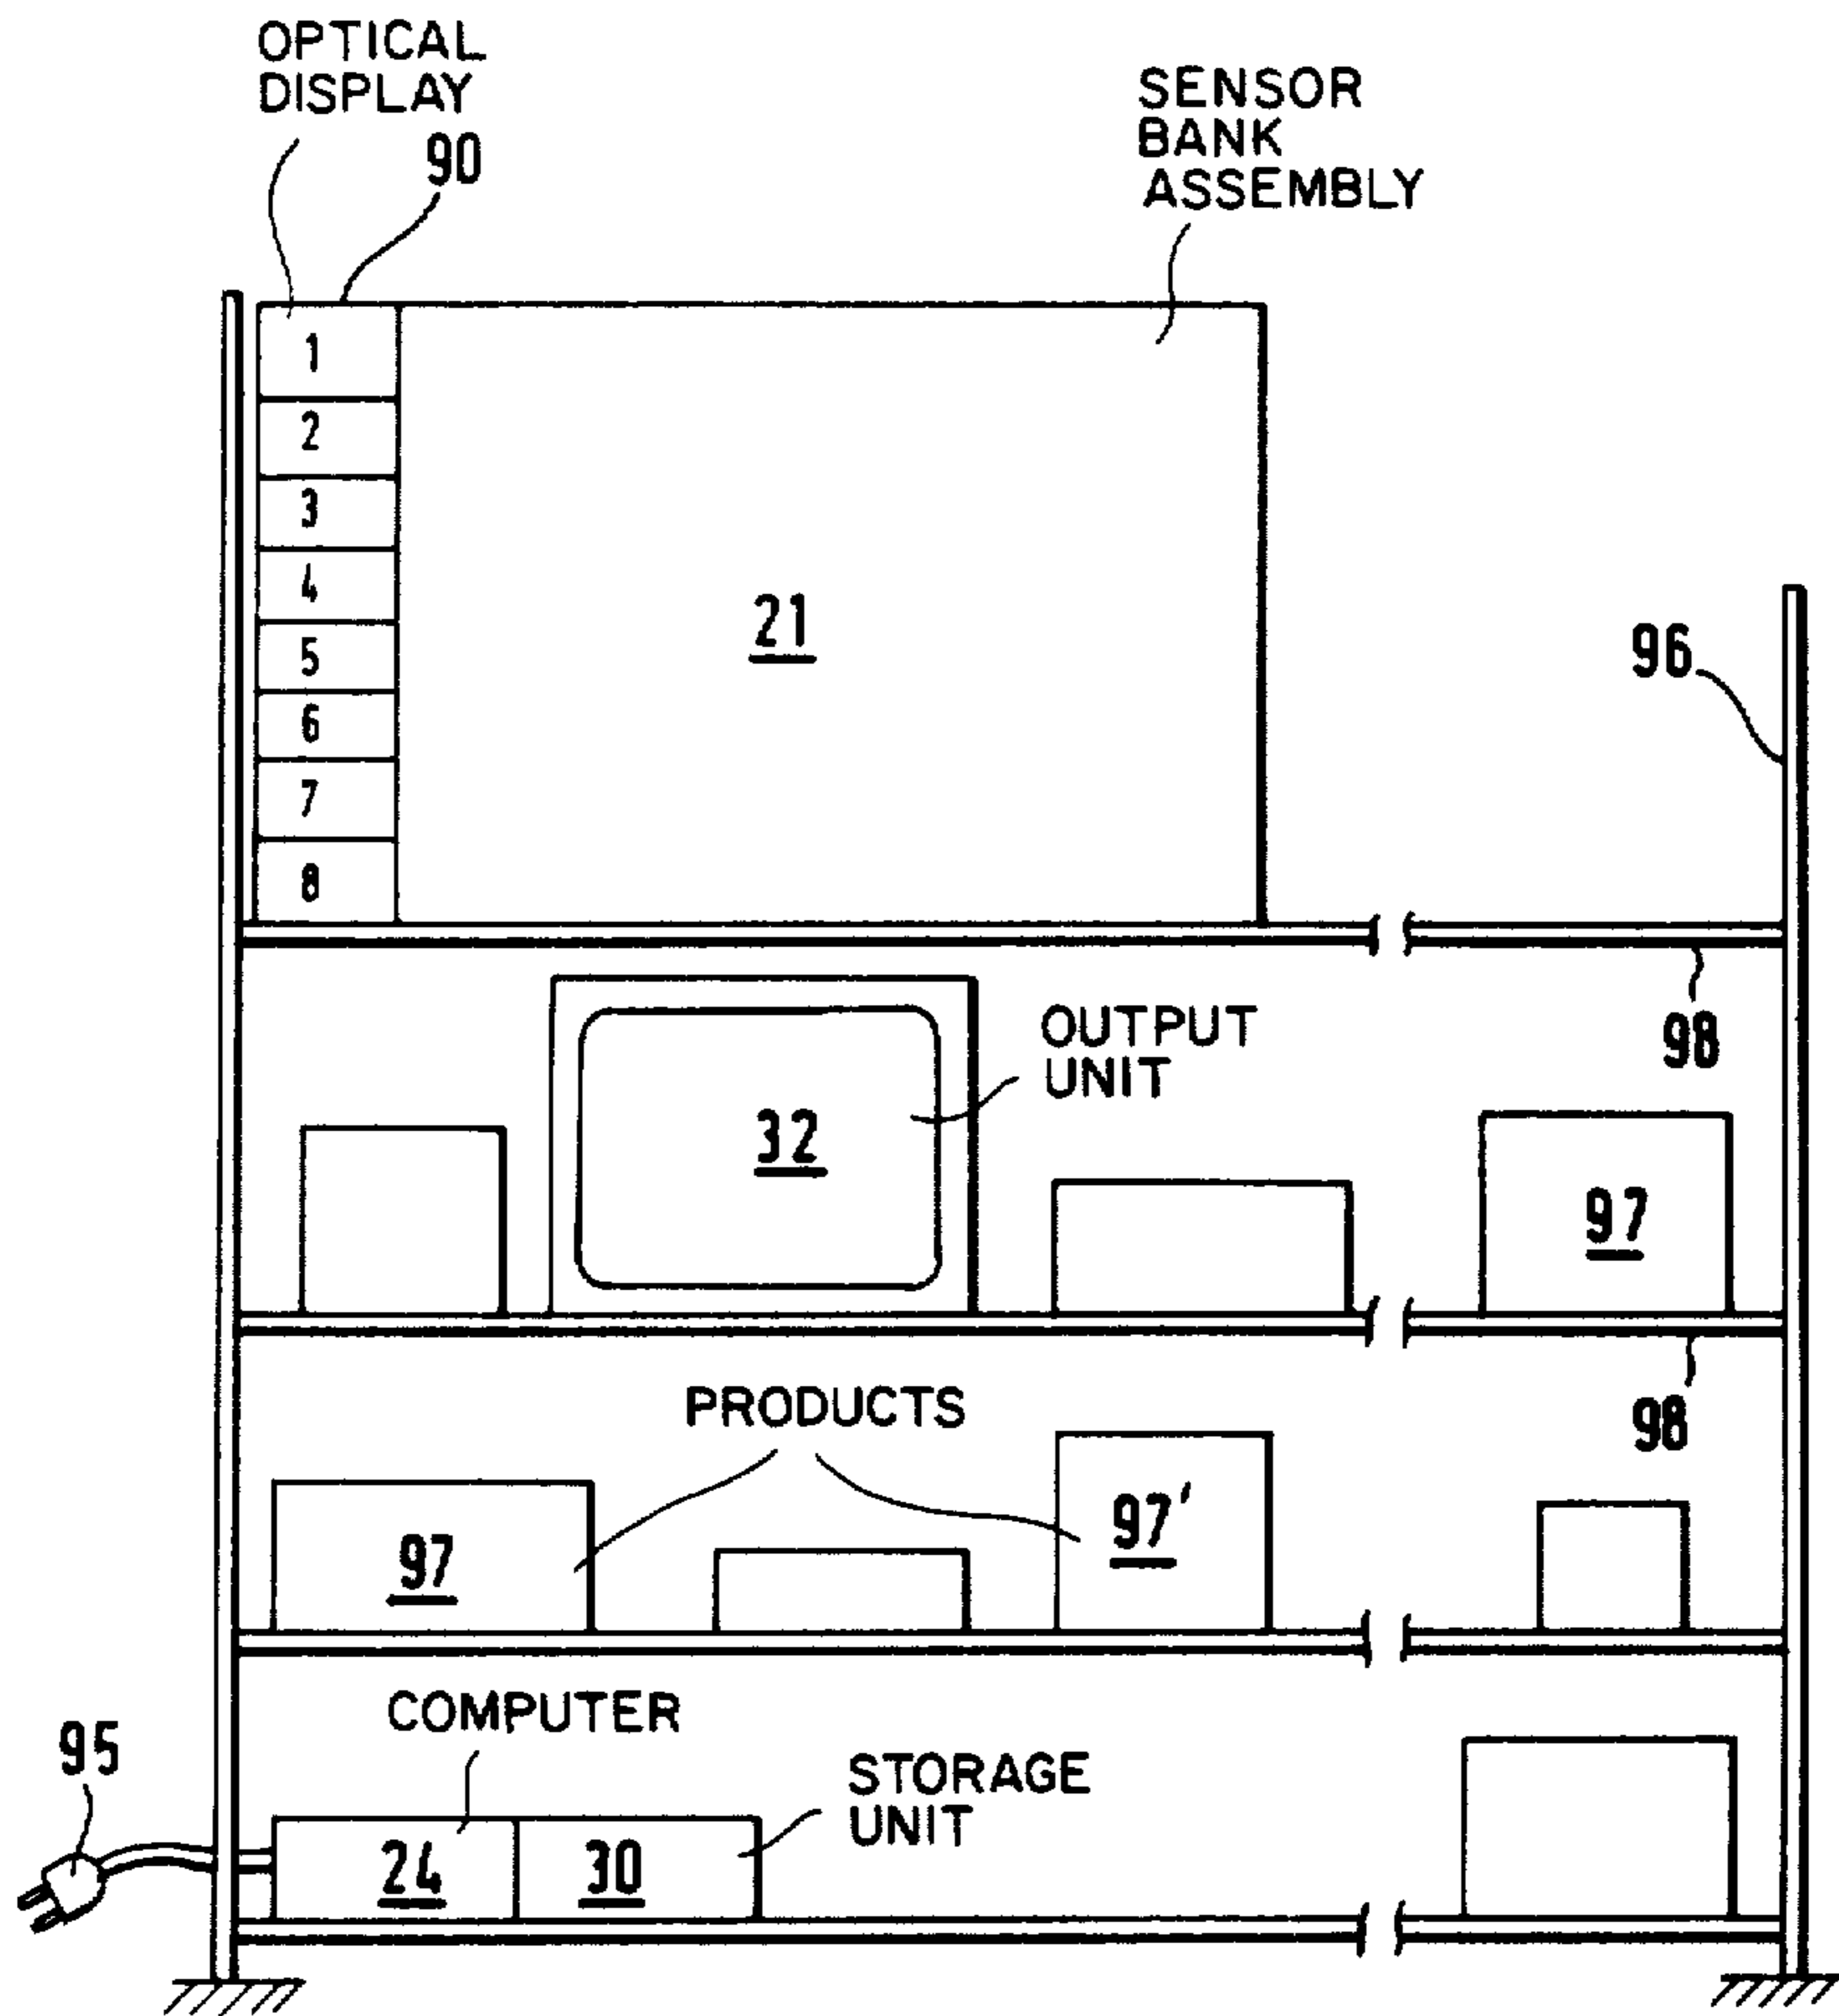 OPTICAL
DISPLAY
90
SENSOR
BANK
ASSEMBLY
1
2
3
4
5
6
7
8
21
96
98
OUTPUT
UNIT
32
97
98
PRODUCTS
97
97'
COMPUTER
95
STORAGE
UNIT
24
30